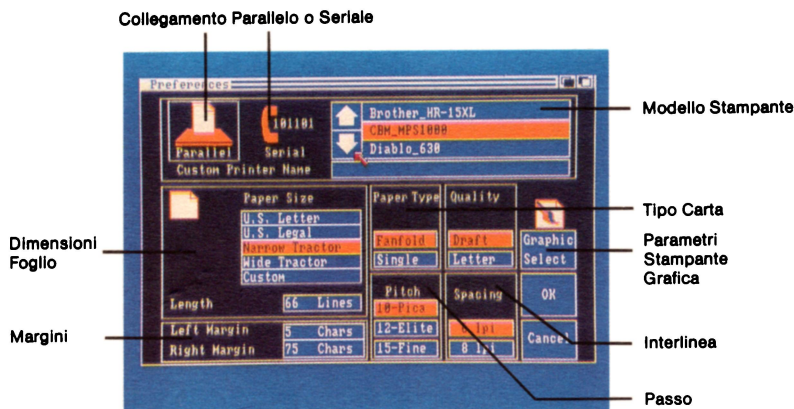 Collegamento Parallelo o Seriale
Preferences
Parallel
101101
Serial
Custom Printer Name
Brother_HR-15XL
CBM_MPS1000
Diablo_630
Modello Stampante
Paper Size
U.S. Letter
U.S. Legal
Narrow Tractor
Wide Tractor
Custom
Length
66 Lines
Paper Type
Fanfold
Single
Quality
Draft
Letter
Graphic
Select
Tipo Carta
Parametri
Stampante
Grafica
Dimensioni
Foglio
Pitch
10-Pica
12-Elite
15-Fine
Spacing
6 lpi
8 lpi
OK
Cancel
Left Margin
5 Chars
Right Margin
75 Chars
Margini
Interlinea
Passo